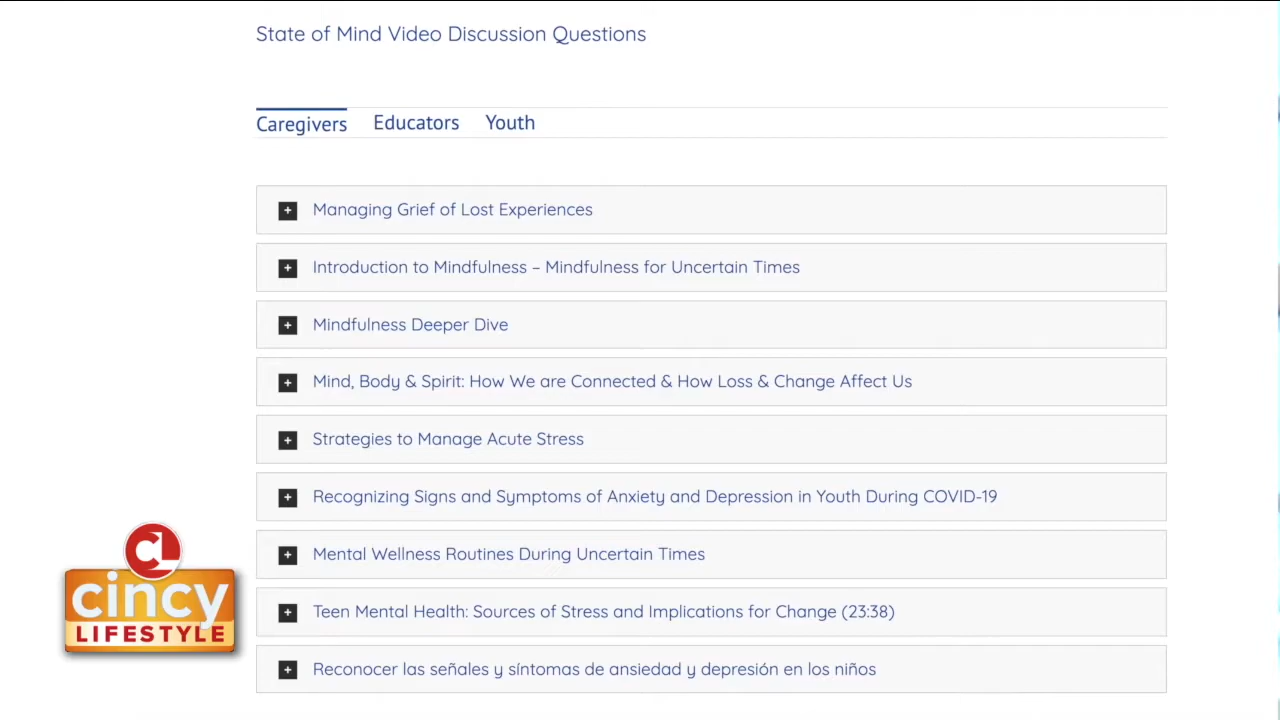 State of Mind Video Discussion Questions
Caregivers Educators Youth
+ Managing Grief of Lost Experiences
+ Introduction to Mindfulness – Mindfulness for Uncertain Times
+ Mindfulness Deeper Dive
+ Mind, Body & Spirit: How We are Connected & How Loss & Change Affect Us
+ Strategies to Manage Acute Stress
+ Recognizing Signs and Symptoms of Anxiety and Depression in Youth During COVID-19
+ Mental Wellness Routines During Uncertain Times
+ Teen Mental Health: Sources of Stress and Implications for Change (23:38)
+ Reconocer las señales y síntomas de ansiedad y depresión en los niños
CL
cincy
LIFESTYLE